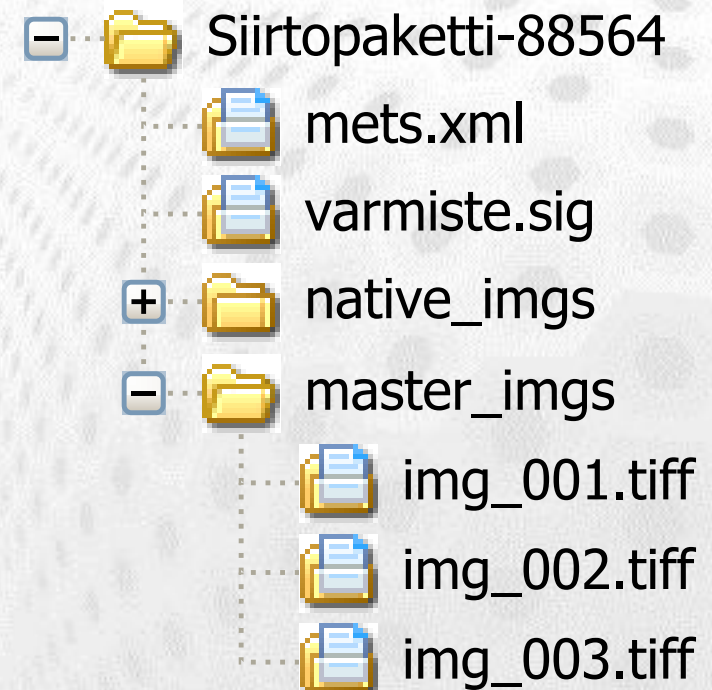 Siirtopaketti-88564
mets.xml
varmiste.sig
native_imgs
master_imgs
img_001.tiff
img_002.tiff
img_003.tiff